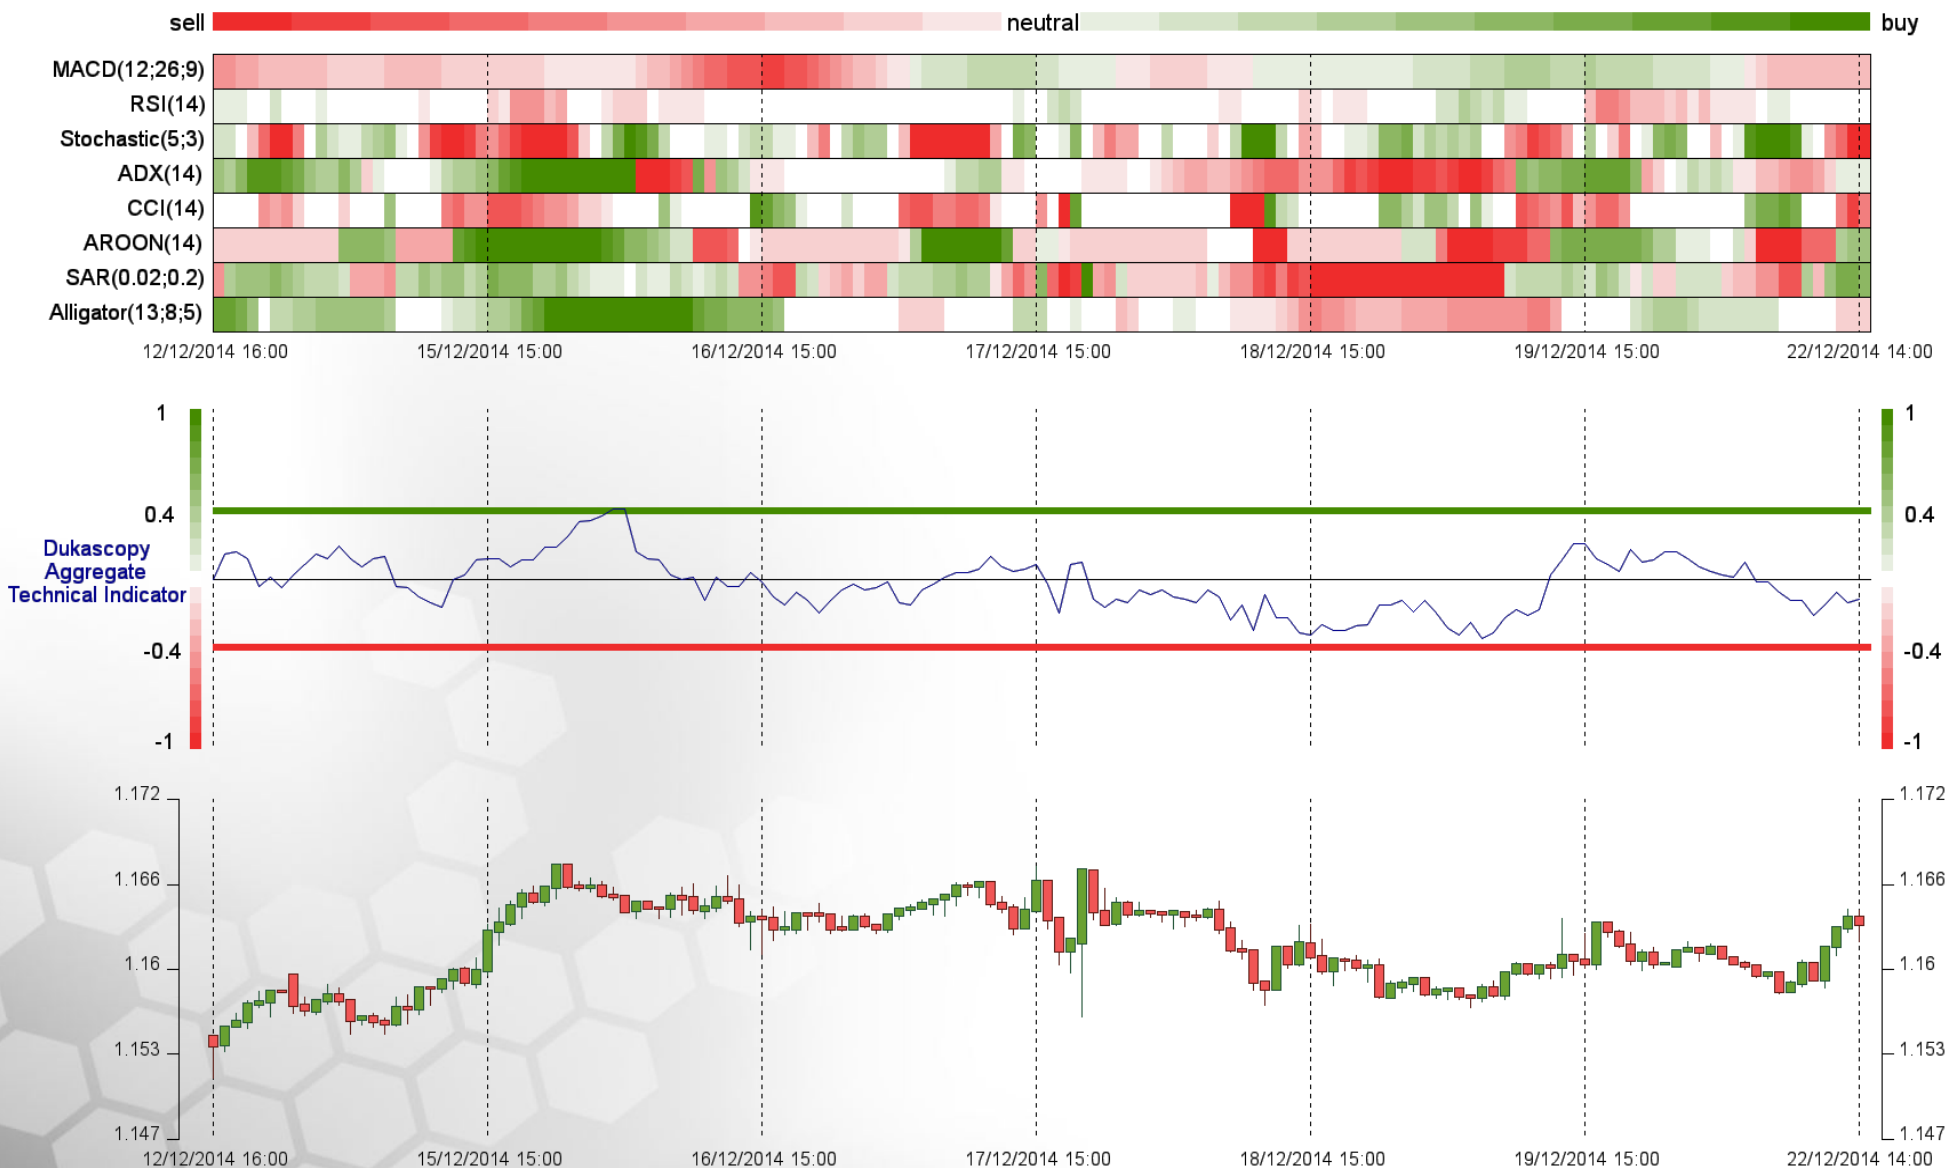 sell neutral buy
MACD(12;26;9)
RSI(14)
Stochastic(5;3)
ADX(14)
CCI(14)
AROON(14)
SAR(0.02;0.2)
Alligator(13;8;5)
12/12/2014 16:00 15/12/2014 15:00 16/12/2014 15:00 17/12/2014 15:00 18/12/2014 15:00 19/12/2014 15:00 22/12/2014 14:00
1 1
0.4 0.4
Dukascopy
Aggregate
Technical Indicator
-0.4 -0.4
-1 -1
1.172 1.172
1.166 1.166
1.16 1.16
1.153 1.153
1.147 1.147
12/12/2014 16:00 15/12/2014 15:00 16/12/2014 15:00 17/12/2014 15:00 18/12/2014 15:00 19/12/2014 15:00 22/12/2014 14:00